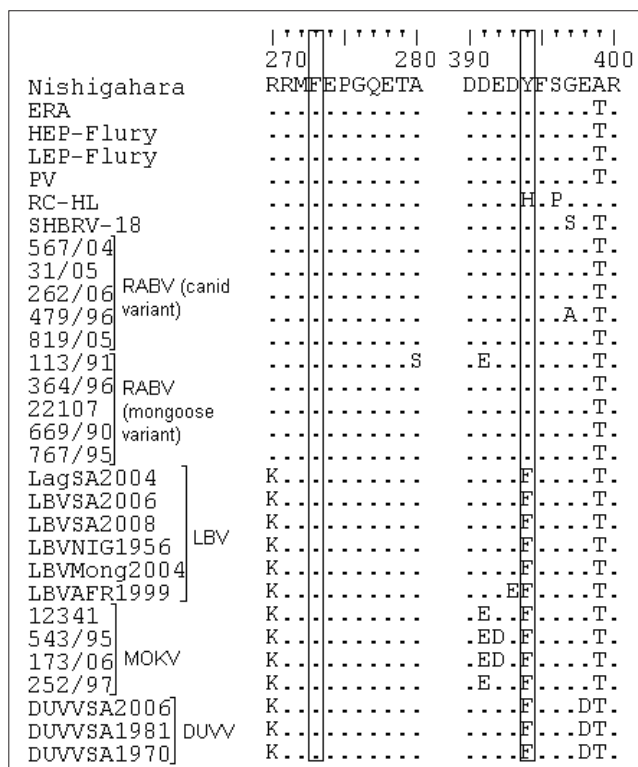 270 280 390 400
Nishigahara RRMFEPGQETA DDEDYFSGEAR
ERA ........... .........T.
HEP-Flury ........... .........T.
LEP-Flury ........... .........T.
PV ........... .........T.
RC-HL ........... ....H.P....
SHBRV-18 ........... .......S.T.
567/04 ........... .........T.
31/05 ........... .........T.
262/06 ........... .........T.
479/96 ........... .......A.T.
819/05 ........... .........T.
RABV (canid
variant)
113/91 ..........S .E.......T.
364/96 ........... .........T.
22107 ........... .........T.
669/90 ........... .........T.
767/95 ........... .........T.
RABV
(mongoose
variant)
LagSA2004 K.......... ....F....T.
LBVSA2006 K.......... ....F....T.
LBVSA2008 K.......... ....F....T.
LBVNIG1956 K.......... ....F....T.
LBVMong2004 K.......... ....F....T.
LBVAFR1999 K.......... ...EF....T.
LBV
12341 K.......... .E..F....T.
543/95 K.......... .ED.F....T.
173/06 K.......... .ED.F....T.
252/97 K.......... .E..F....T.
MOKV
DUVVSA2006 K.......... ....F...DT.
DUVVSA1981 K.......... ....F...DT.
DUVVSA1970 K.......... ....F...DT.
DUVV